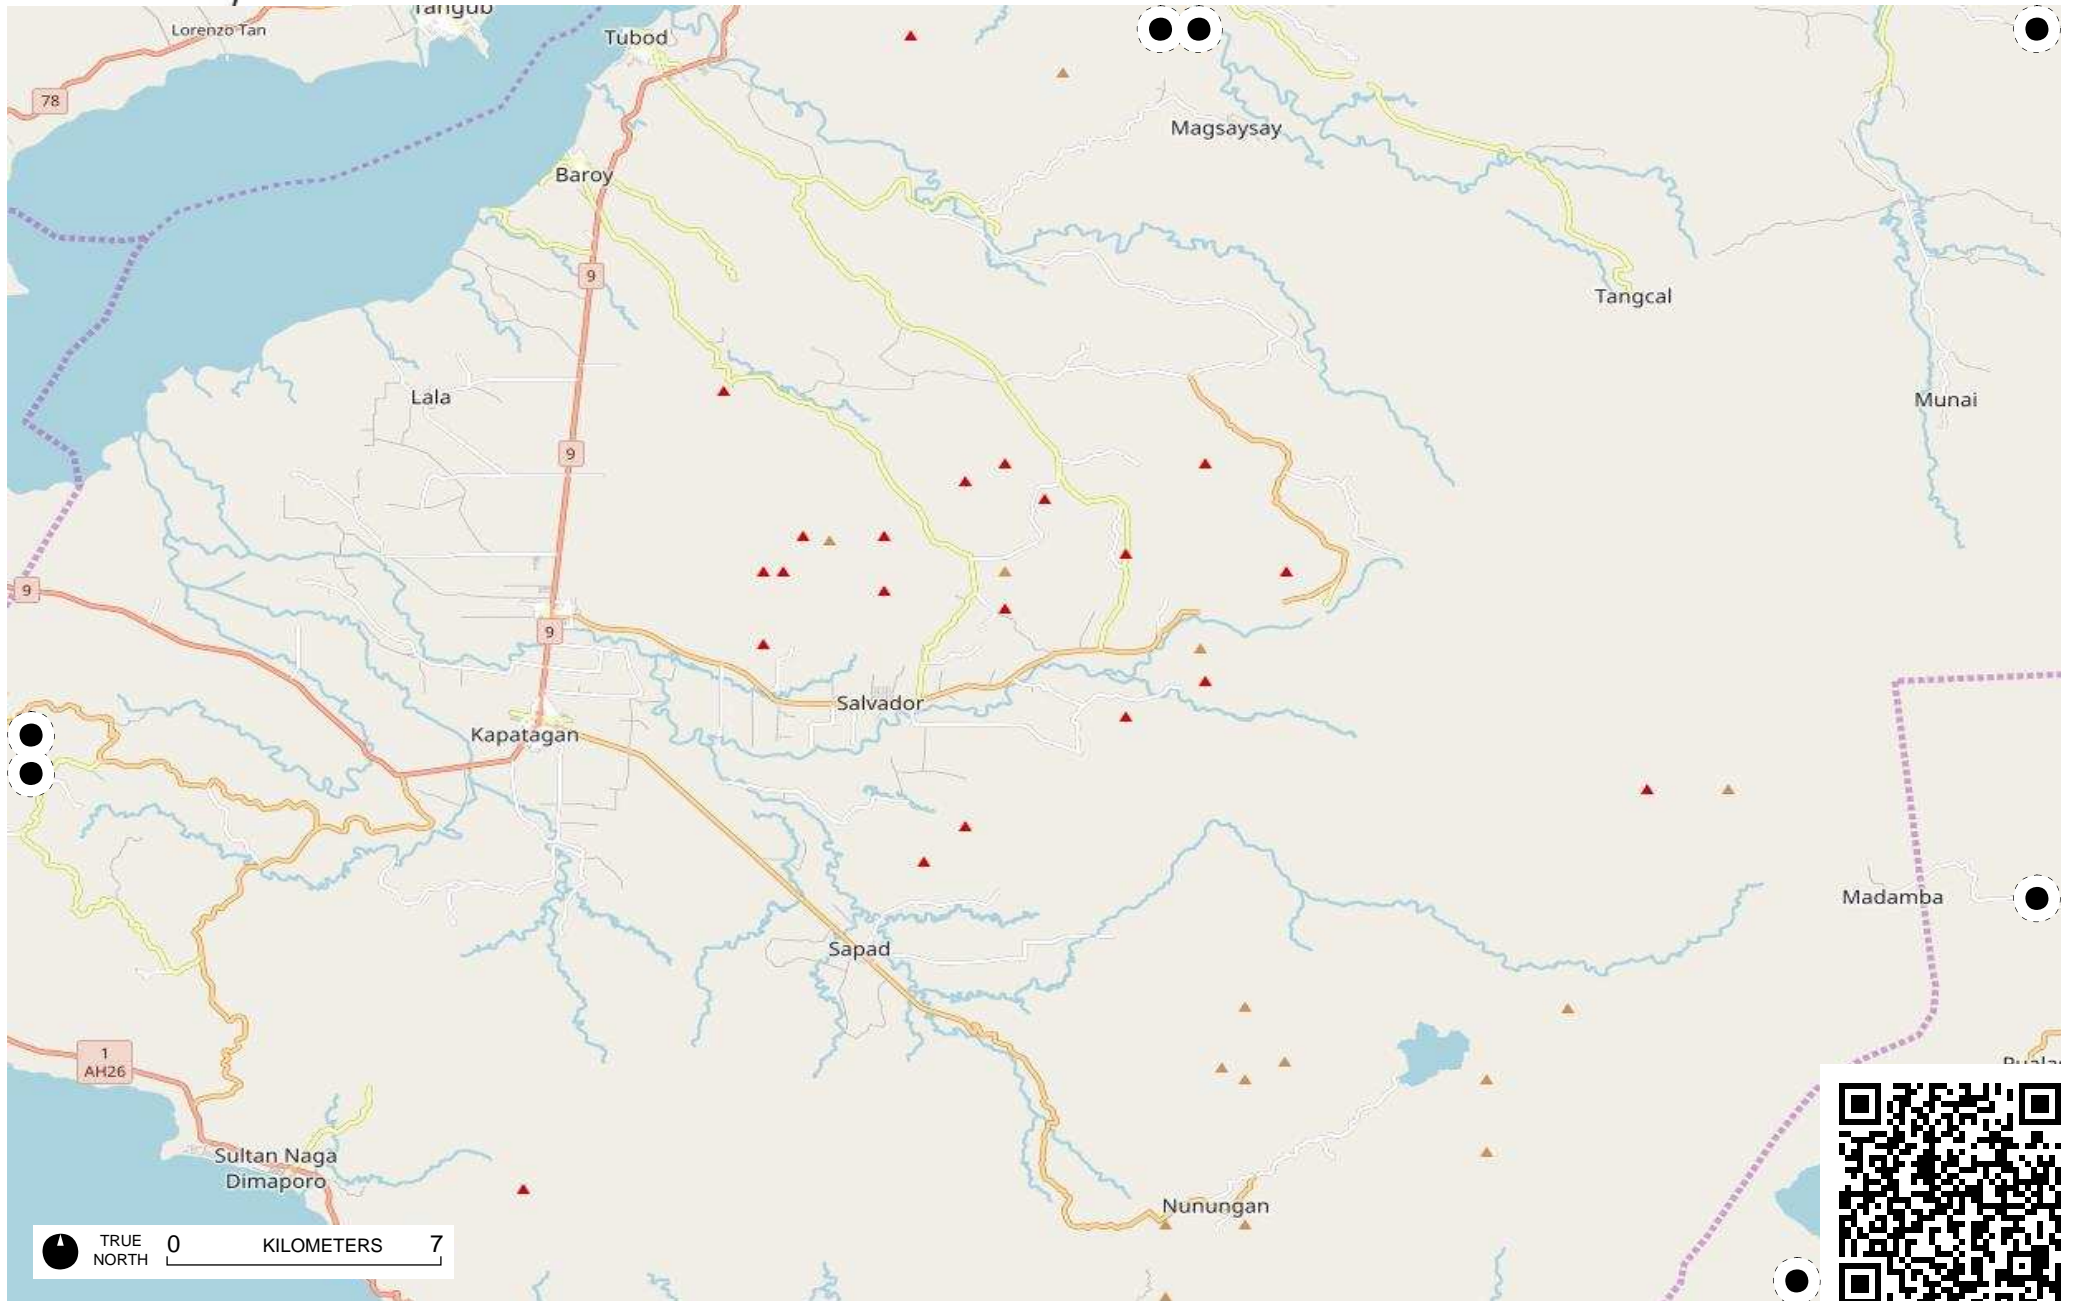 Tangub
Lorenzo Tan
Tubod
78
Magsaysay
Baroy
9
Tangcal
Lala
Munai
9
9
9
Salvador
Kapatagan
Madamba
Sapad
1
AH26
Sultan Naga
Dimaporo
Nunungan
TRUE
NORTH
0
KILOMETERS
7